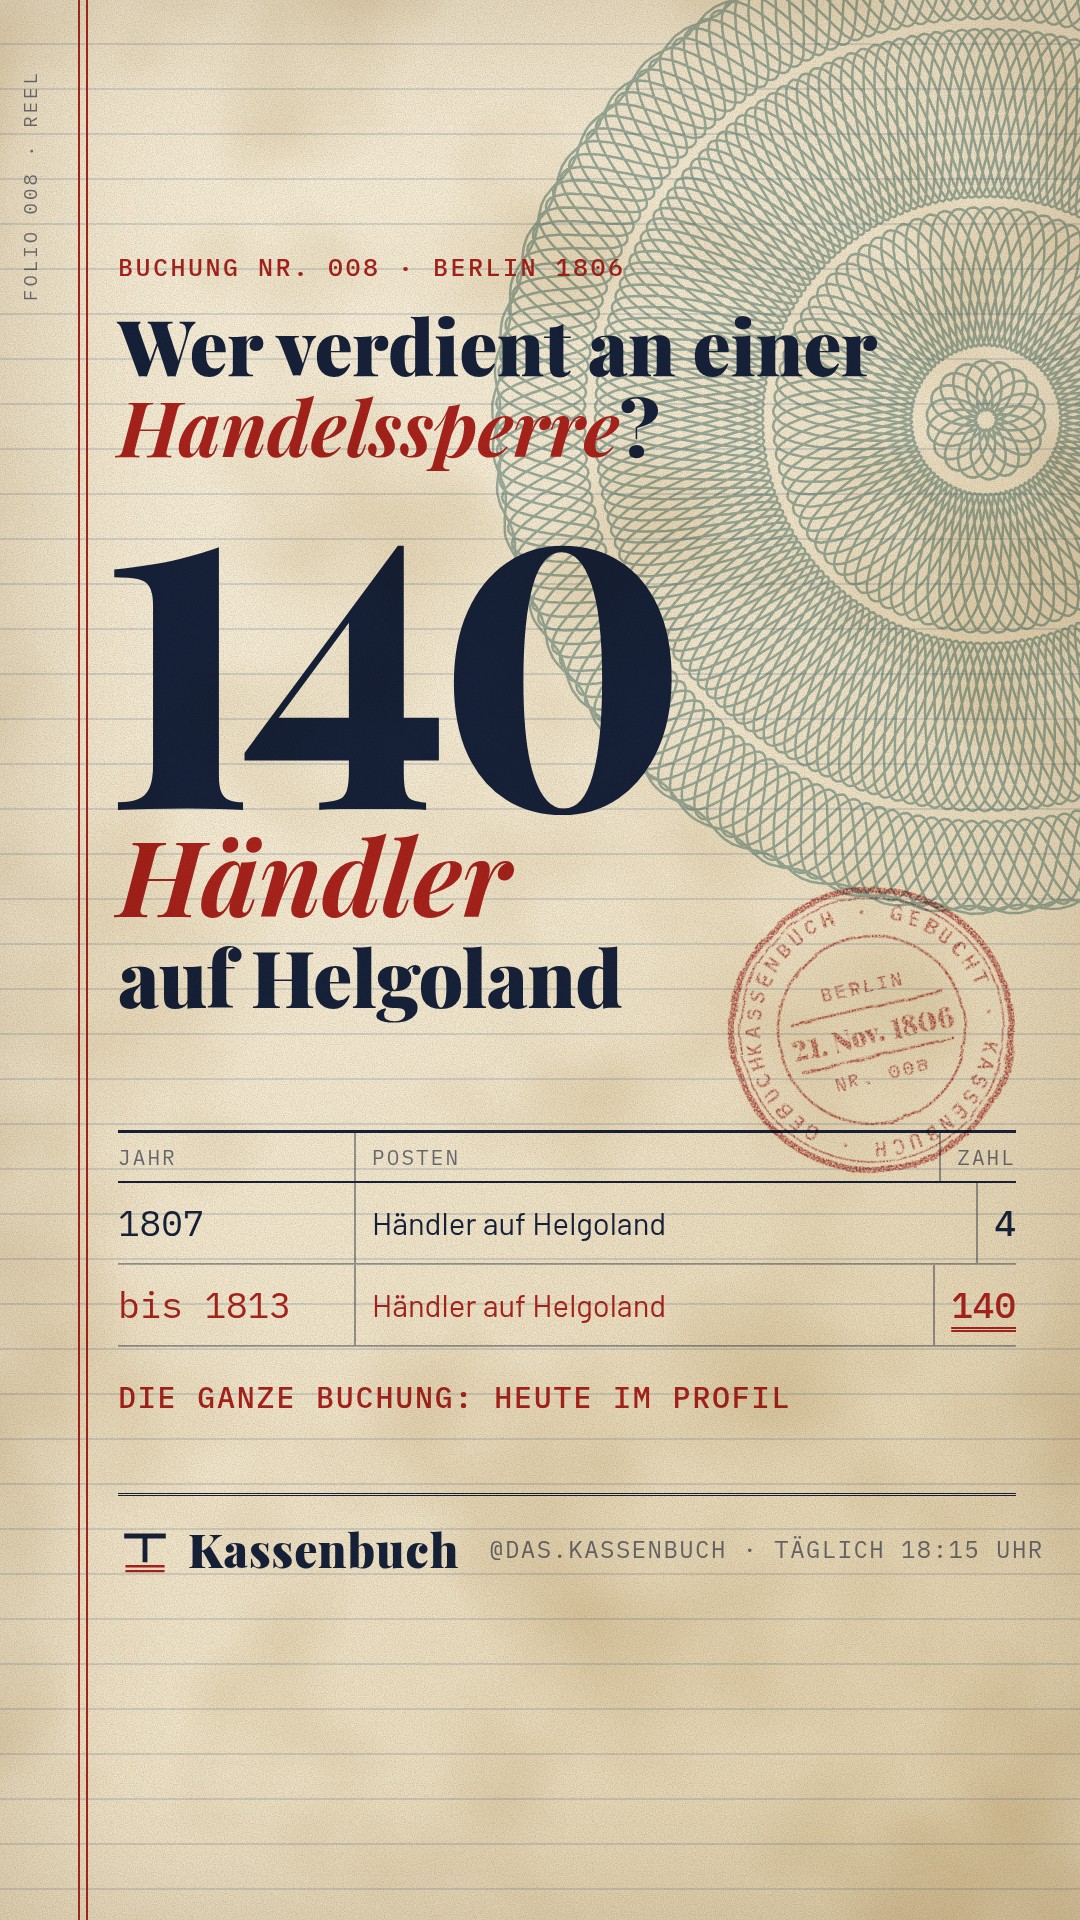 FOLIO 008 · REEL
BUCHUNG NR. 008 · BERLIN 1806
Wer verdient an einer
Handelssperre?
140
Händler
auf Helgoland
KASSENBUCH · GEBUCHT · KASSENBUCH · GEBUCH
BERLIN
21. Nov. 1806
NR. 008
JAHR POSTEN ZAHL
1807 Händler auf Helgoland 4
bis 1813 Händler auf Helgoland 140
DIE GANZE BUCHUNG: HEUTE IM PROFIL
Kassenbuch @DAS.KASSENBUCH · TÄGLICH 18:15 UHR